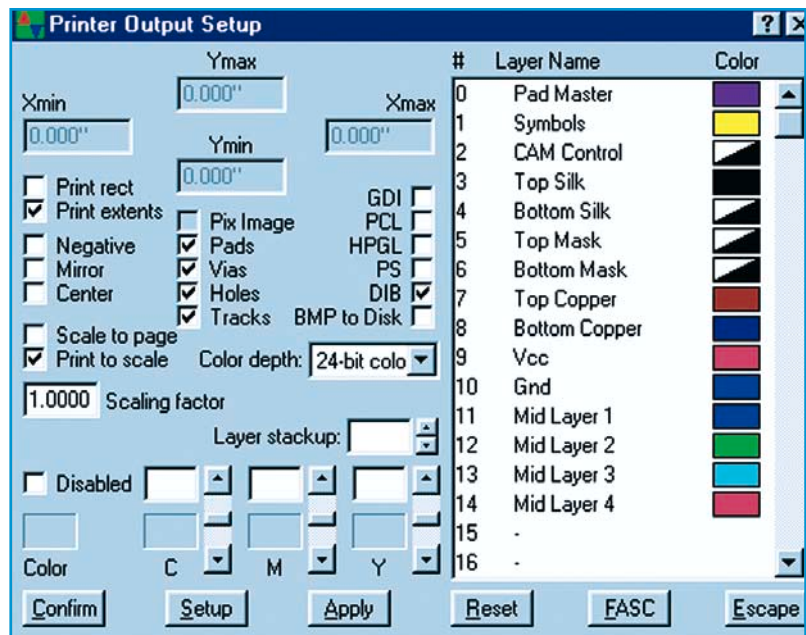 Printer Output Setup
Ymax
0.000"
Xmin
0.000"
Xmax
0.000"
Ymin
0.000"
Print rect
Print extents
Negative
Mirror
Center
Scale to page
Print to scale
Pix Image
Pads
Vias
Holes
Tracks
GDI
PCL
HPGL
PS
DIB
BMP to Disk
Color depth: 24-bit colo
1.0000 Scaling factor
Layer stackup:
Disabled
Color C M Y
# Layer Name Color
0 Pad Master
1 Symbols
2 CAM Control
3 Top Silk
4 Bottom Silk
5 Top Mask
6 Bottom Mask
7 Top Copper
8 Bottom Copper
9 Vcc
10 Gnd
11 Mid Layer 1
12 Mid Layer 2
13 Mid Layer 3
14 Mid Layer 4
15 -
16 -
Confirm Setup Apply Reset FASC Escape